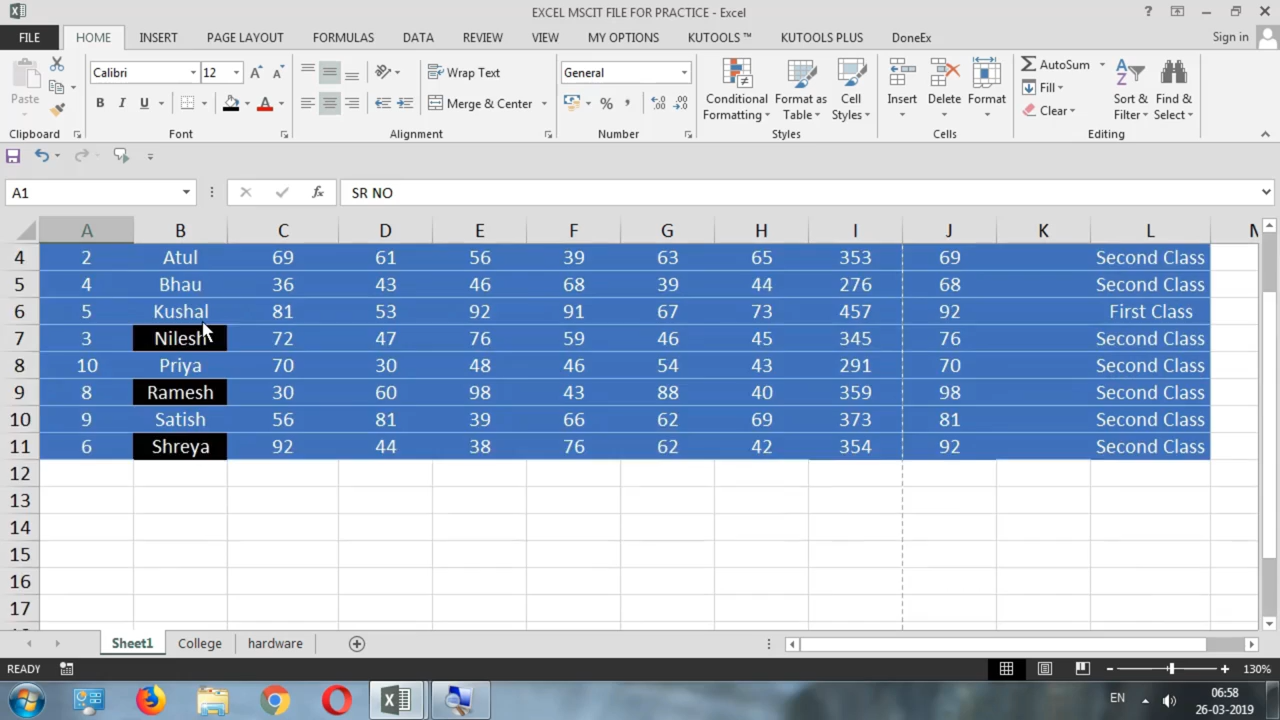 EXCEL MSCIT FILE FOR PRACTICE - Excel
FILE HOME INSERT PAGE LAYOUT FORMULAS DATA REVIEW VIEW MY OPTIONS KUTOOLS ™ KUTOOLS PLUS DoneEx Sign in
Paste
Calibri 12
Wrap Text
General
Conditional Formatting
Format as Table
Cell Styles
Insert
Delete
Format
AutoSum
Fill
Clear
Sort & Filter
Find & Select
B I U A
Merge & Center
% ,
Clipboard Font Alignment Number Styles Cells Editing
A1 fx SR NO
A B C D E F G H I J K L
4 2 Atul 69 61 56 39 63 65 353 69 Second Class
5 4 Bhau 36 43 46 68 39 44 276 68 Second Class
6 5 Kushal 81 53 92 91 67 73 457 92 First Class
7 3 Nilesh 72 47 76 59 46 45 345 76 Second Class
8 10 Priya 70 30 48 46 54 43 291 70 Second Class
9 8 Ramesh 30 60 98 43 88 40 359 98 Second Class
10 9 Satish 56 81 39 66 62 69 373 81 Second Class
11 6 Shreya 92 44 38 76 62 42 354 92 Second Class
12
13
14
15
16
17
Sheet1 College hardware
READY 130%
EN 06:58
26-03-2019